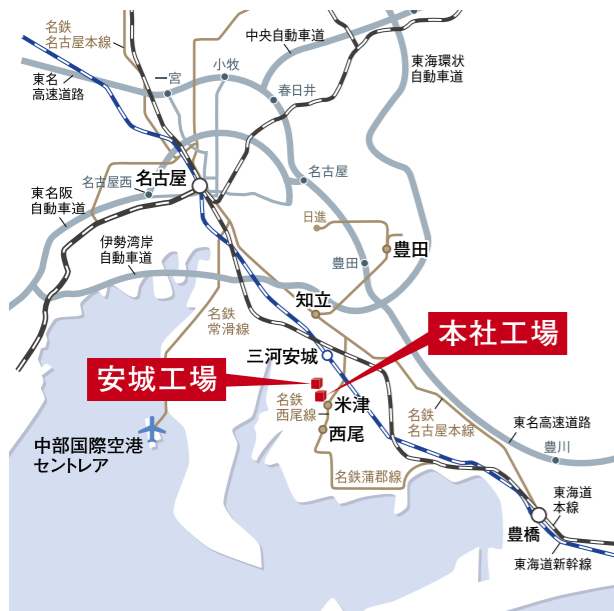 名鉄
名古屋本線
中央自動車道
東海環状
自動車道
小牧
東名
高速道路
一宮
春日井
名古屋
名古屋西
名古屋
東名阪
自動車道
日進
伊勢湾岸
自動車道
豊田
豊田
知立
名鉄
常滑線
本社工場
三河安城
安城工場
名鉄
西尾線
米津
名鉄
名古屋本線
東名高速道路
西尾
中部国際空港
セントレア
豊川
名鉄蒲郡線
東海道
本線
豊橋
東海道新幹線